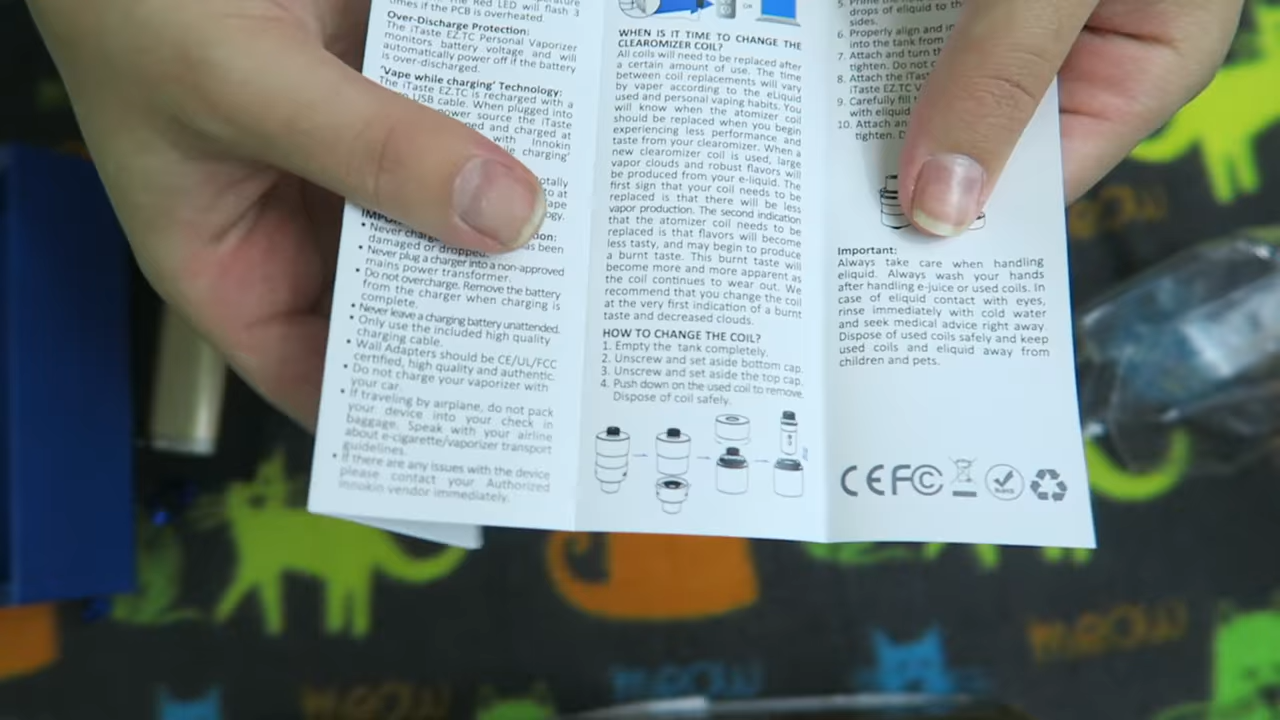 The Red LED will flash 3
times if the PCB is overheated.
Over-Discharge Protection:
The iTaste EZ.TC Personal Vaporizer
monitors battery voltage and will
automatically power off if the battery
is over-discharged.
'Vape while charging' Technology:
The iTaste EZ.TC is recharged with a
USB cable. When plugged into
power source the iTaste
and charged at
with Innokin
charging'
• Never
damaged or dropped.
• Never plug a charger into a non-approved
mains power transformer.
• Do not overcharge. Remove the battery
from the charger when charging is
complete.
• Never leave a charging battery unattended.
• Only use the included high quality
charging cable.
• Wall Adapters should be CE/UL/FCC
certified, high quality and authentic.
• Do not charge your vaporizer with
your car.
• If traveling by airplane, do not pack
your device into your check in
baggage. Speak with your airline
about e-cigarette/vaporizer transport
guidelines.
• If there are any issues with the device
please contact your Authorized
Innokin vendor immediately.
WHEN IS IT TIME TO CHANGE THE
CLEAROMIZER COIL?
All coils will need to be replaced after
a certain amount of use. The time
between coil replacements will vary
by vaper according to the eLiquid
used and personal vaping habits. You
will know when the atomizer coil
should be replaced when you begin
experiencing less performance and
taste from your clearomizer. When a
new clearomizer coil is used, large
vapor clouds and robust flavors will
be produced from your e-liquid. The
first sign that your coil needs to be
replaced is that there will be less
vapor production. The second indication
that the atomizer coil needs to be
replaced is that flavors will become
less tasty, and may begin to produce
a burnt taste. This burnt taste will
become more and more apparent as
the coil continues to wear out. We
recommend that you change the coil
at the very first indication of a burnt
taste and decreased clouds.
HOW TO CHANGE THE COIL?
1. Empty the tank completely.
2. Unscrew and set aside bottom cap.
3. Unscrew and set aside the top cap.
4. Push down on the used coil to remove.
Dispose of coil safely.
drops of eliquid to the
sides.
6. Properly align and
into the tank from
7. Attach and turn
tighten. Do not
8. Attach the
iTaste EZ.TC
9. Carefully fill
with eliquid
10. Attach an
tighten.
Important:
Always take care when handling
eliquid. Always wash your hands
after handling e-juice or used coils. In
case of eliquid contact with eyes,
rinse immediately with cold water
and seek medical advice right away.
Dispose of used coils safely and keep
used coils and eliquid away from
children and pets.
CE FC RoHS